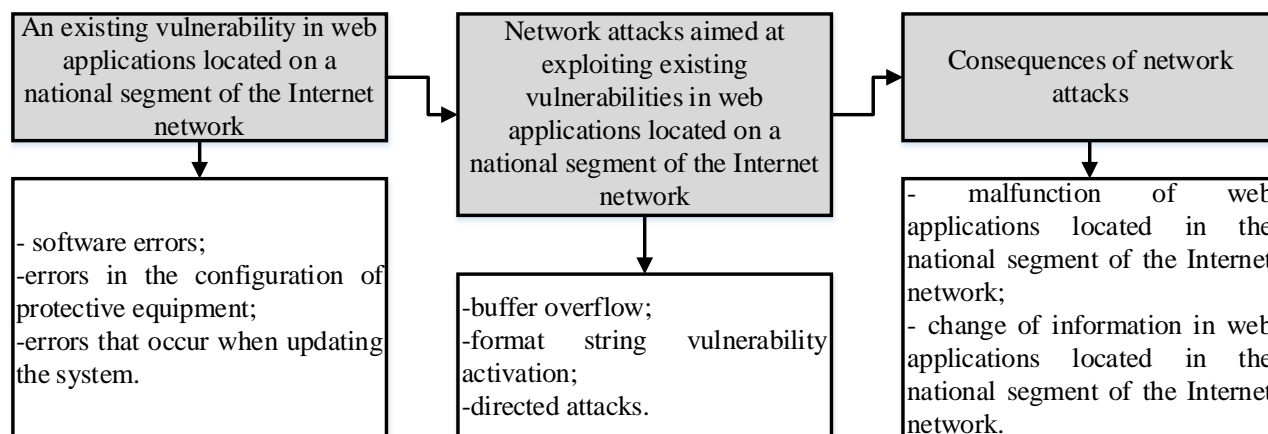 An existing vulnerability in web
applications located on a
national segment of the Internet
network
Network attacks aimed at
exploiting existing
vulnerabilities in web
applications located on a
national segment of the Internet
network
Consequences of network
attacks
- software errors;
-errors in the configuration of
protective equipment;
-errors that occur when updating
the system.
-buffer overflow;
-format string vulnerability
activation;
-directed attacks.
- malfunction of web
applications located in the
national segment of the Internet
network;
- change of information in web
applications located in the
national segment of the Internet
network.